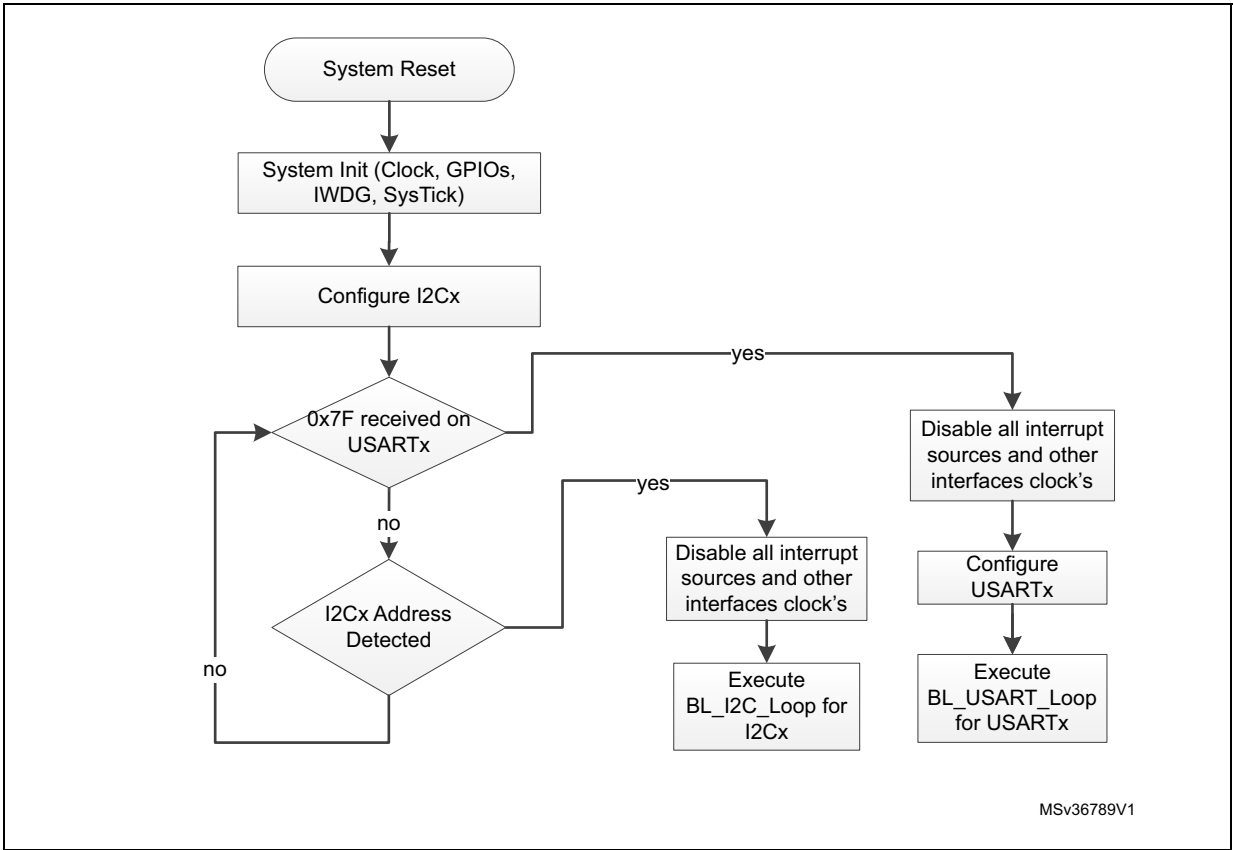 System Reset
System Init (Clock, GPIOs,
IWDG, SysTick)
Configure I2Cx
yes
0x7F received on
USARTx
Disable all interrupt
sources and other
interfaces clock's
yes
no
Disable all interrupt
sources and other
interfaces clock's
Configure
USARTx
I2Cx Address
Detected
no
Execute
BL_I2C_Loop for
I2Cx
Execute
BL_USART_Loop
for USARTx
MSv36789V1